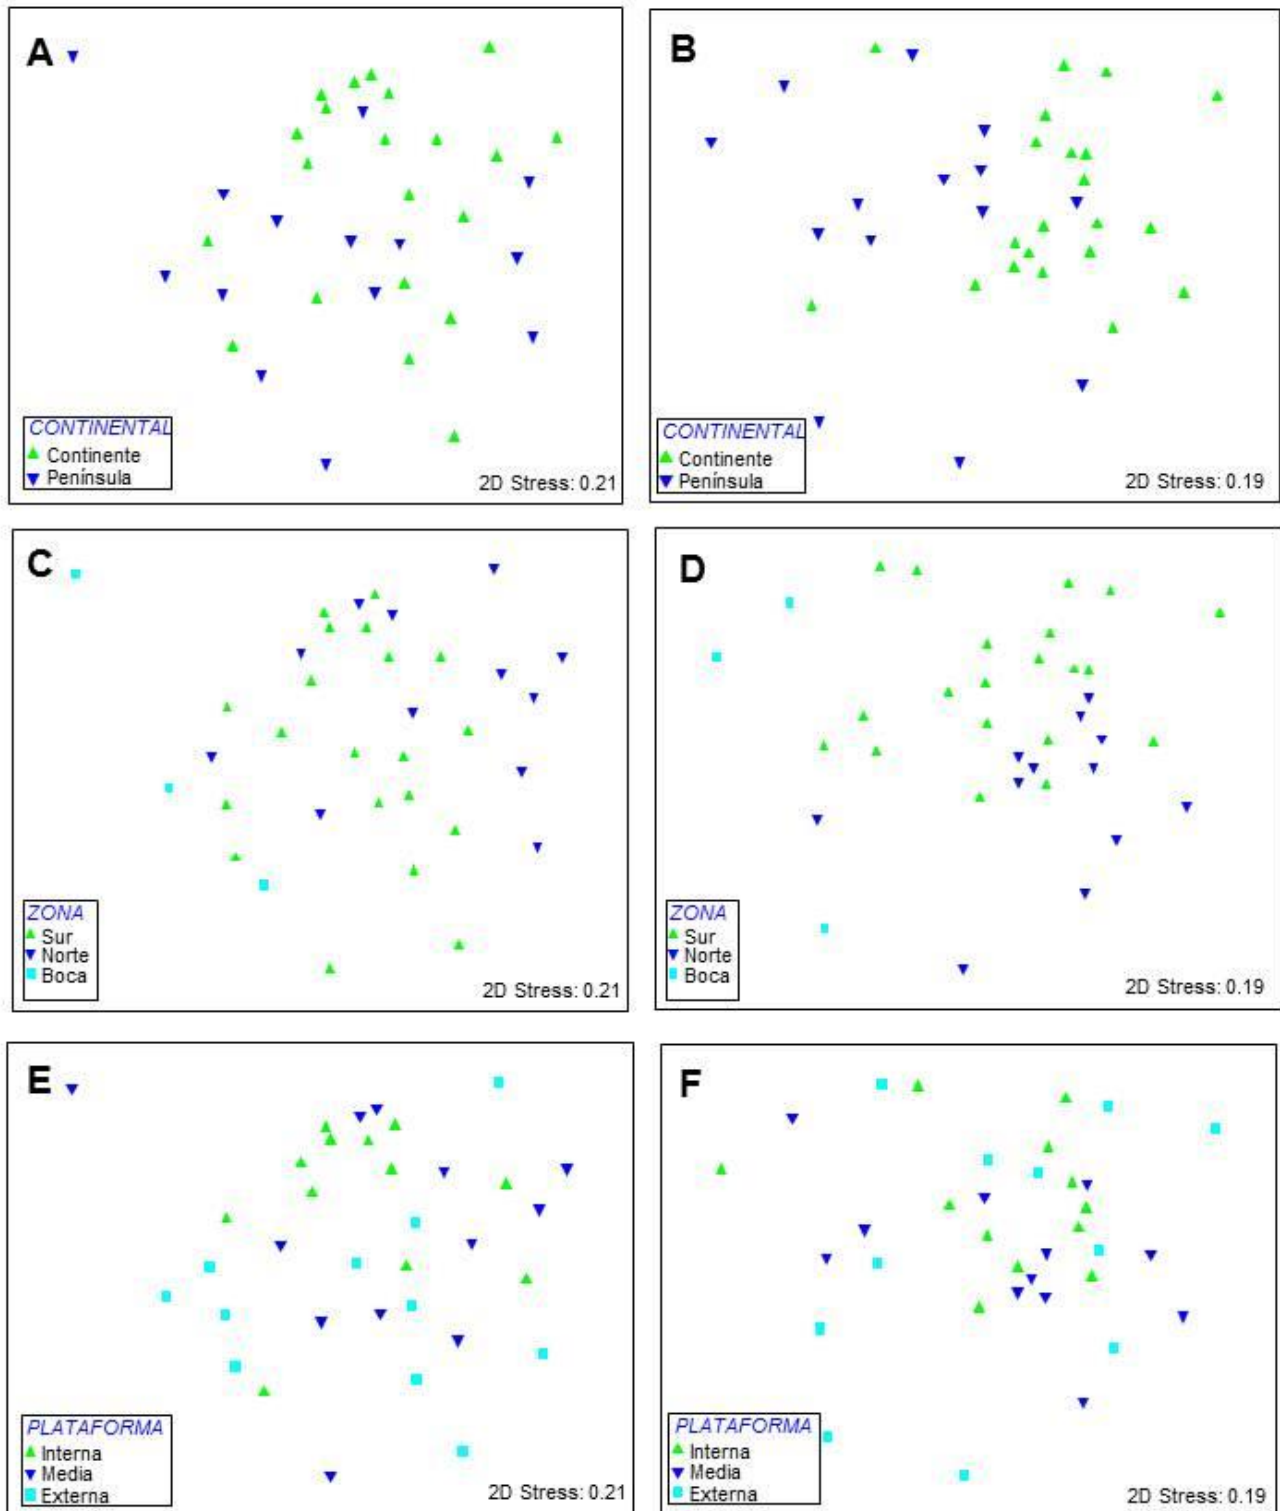 A
CONTINENTAL
Continente
Península
2D Stress: 0.21
B
CONTINENTAL
Continente
Península
2D Stress: 0.19
C
ZONA
Sur
Norte
Boca
2D Stress: 0.21
D
ZONA
Sur
Norte
Boca
2D Stress: 0.19
E
PLATAFORMA
Interna
Media
Externa
2D Stress: 0.21
F
PLATAFORMA
Interna
Media
Externa
2D Stress: 0.19